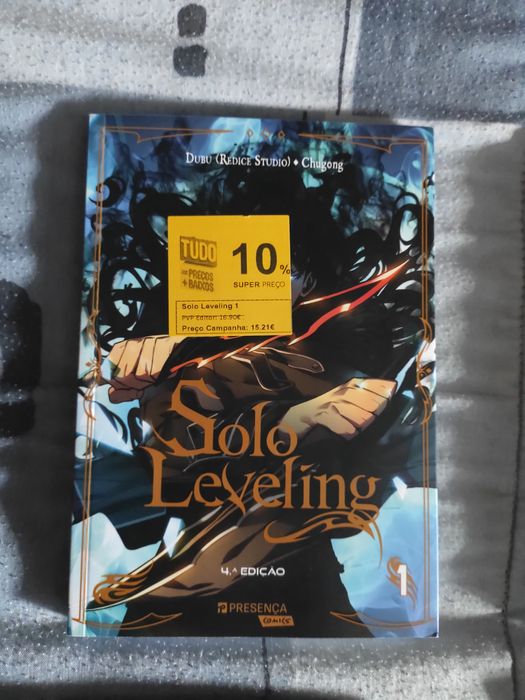 DUBU (REDICE STUDIO) ♦ CHUGONG
TUDO
AOS PREÇOS
+ BAIXOS
10%
SUPER PREÇO
Solo Leveling 1
PVP Editor: 16.90€
Preço Campanha: 15.21€
SOLO
LEVELING
4.ª EDIÇÃO
1
PRESENÇA
COMICS